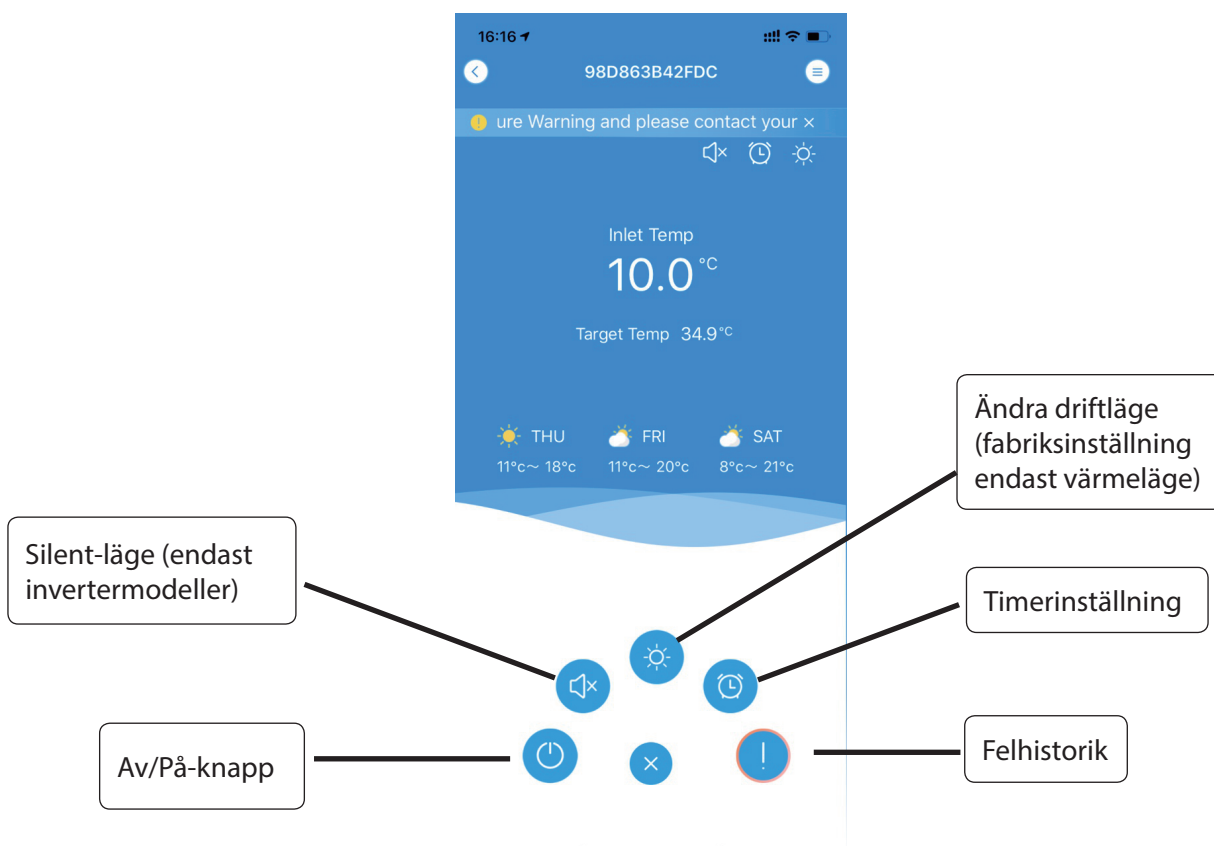 16:16
98D863B42FDC
ure Warning and please contact your ×
Inlet Temp
10.0 °C
Target Temp 34.9°C
THU FRI SAT
11°c~ 18°c 11°c~ 20°c 8°c~ 21°c
Ändra driftläge
(fabriksinställning
endast värmeläge)
Silent-läge (endast
invertermodeller)
Timerinställning
Av/På-knapp
Felhistorik